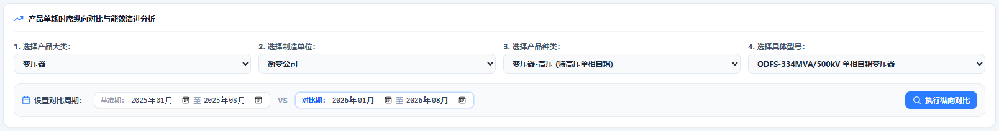 产品单耗时序纵向对比与能效演进分析
1. 选择产品大类： 2. 选择制造单位： 3. 选择产品种类： 4. 选择具体型号：
变压器 衡变公司 变压器-高压 (特高压单相自耦) ODFS-334MVA/500kV 单相自耦变压器
设置对比周期： 基准期： 2025年01月 至 2025年08月 VS 对比期： 2026年01月 至 2026年08月 执行纵向对比